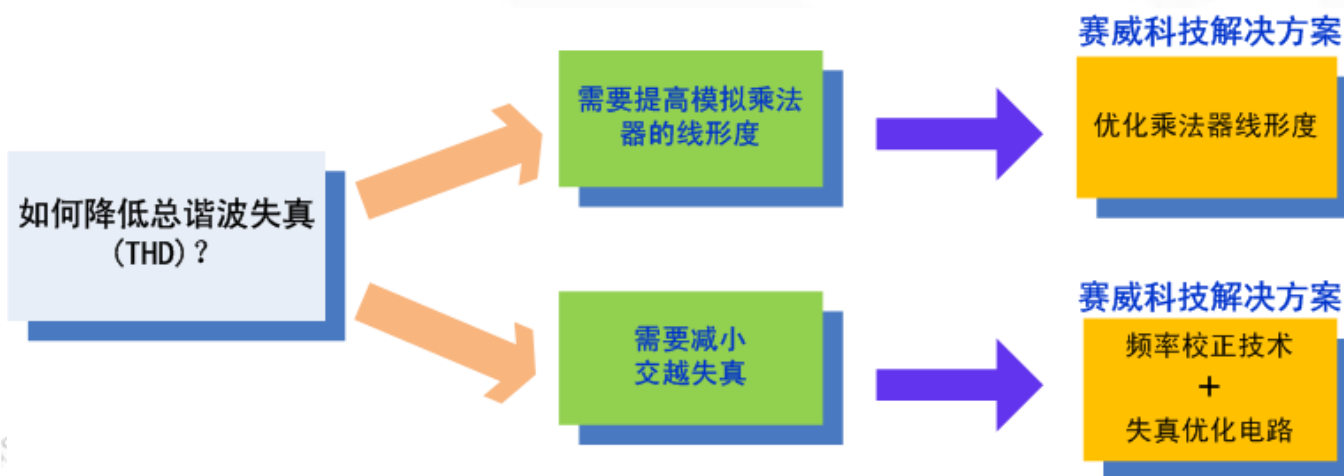 赛威科技解决方案
需要提高模拟乘法
器的线形度
优化乘法器线形度
如何降低总谐波失真
(THD)?
赛威科技解决方案
需要减小
交越失真
频率校正技术
+
失真优化电路